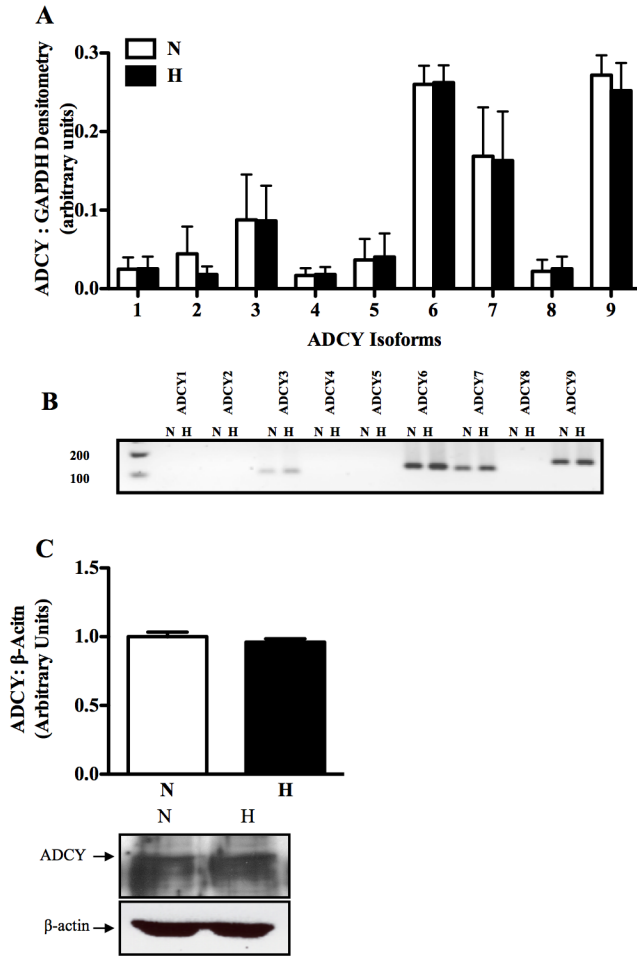 A
N
H
ADCY : GAPDH Densitometry
(arbitrary units)
0.3
0.2
0.1
0.0
1 2 3 4 5 6 7 8 9
ADCY Isoforms
B
ADCY1 ADCY2 ADCY3 ADCY4 ADCY5 ADCY6 ADCY7 ADCY8 ADCY9
N H N H N H N H N H N H N H N H N H
200
100
C
ADCY: β-Acitn
(Arbitrary Units)
1.5
1.0
0.5
0.0
N H
N H
ADCY
β-actin